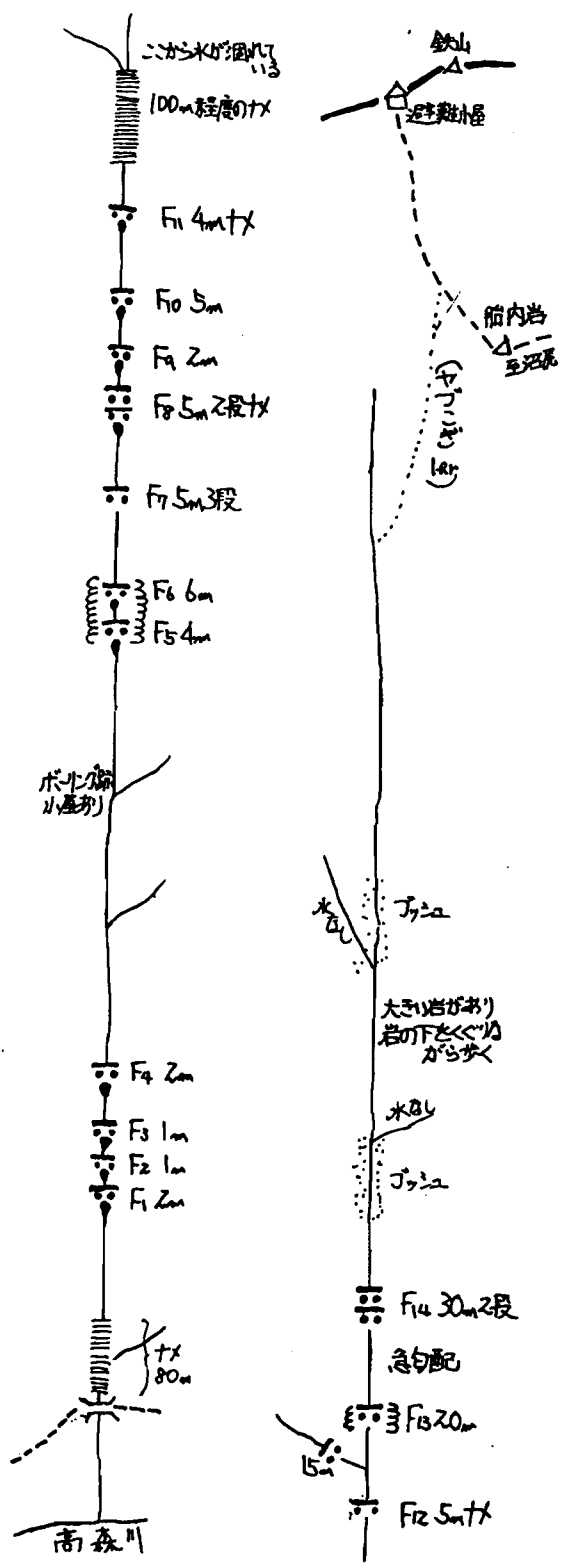 ここから水が涸れて
いる
100m程度のナメ
F11 4mナメ
F10 5m
F9 2m
F8 5m2段ナメ
F7 5m3段
F6 6m
F5 4m
ボーリング跡
小屋あり
F4 2m
F3 1m
F2 1m
F1 2m
ナメ
80m
高森川
鉄山
避難小屋
胎内岩
至沼尻
(ヤブこぎ)
1hr
ブッシュ
水なし
大きい岩があり
岩の下をくぐりな
がら歩く
水なし
ブッシュ
F14 30m2段
急勾配
F13 20m
15m
F12 5mナメ